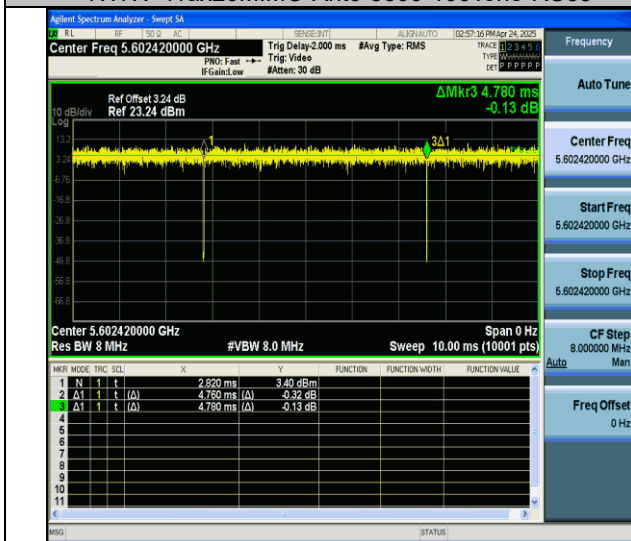 Agilent Spectrum Analyzer - Swept SA
RL RF 50 Ω AC SENSE:INT ALIGNAUTO 02:57:16 PM Apr 24, 2025
Center Freq 5.602420000 GHz
Trig Delay-2.000 ms #Avg Type: RMS
TRACE 1 2 3 4 5 6
PNO: Fast Trig: Video
TYPE
IFGain:Low #Atten: 30 dB
DET P P P P P P
Frequency
ΔMkr3 4.780 ms
-0.13 dB
Ref Offset 3.24 dB
10 dB/div Ref 23.24 dBm
Log
13.2
3.24
-6.76
-16.8
-26.8
-36.8
-56.8
-66.8
1
3Δ1
Center 5.602420000 GHz Span 0 Hz
Res BW 8 MHz #VBW 8.0 MHz Sweep 10.00 ms (10001 pts)
MKR MODE TRC SCL X Y FUNCTION FUNCTION WIDTH FUNCTION VALUE
1 N 1 t 2.820 ms 3.40 dBm
2 Δ1 1 t (Δ) 4.760 ms (Δ) -0.32 dB
3 Δ1 1 t (Δ) 4.780 ms (Δ) -0.13 dB
4
5
6
7
8
9
10
11
MSG STATUS
Auto Tune
Center Freq
5.602420000 GHz
Start Freq
5.602420000 GHz
Stop Freq
5.602420000 GHz
CF Step
8.000000 MHz
Auto Man
Freq Offset
0 Hz